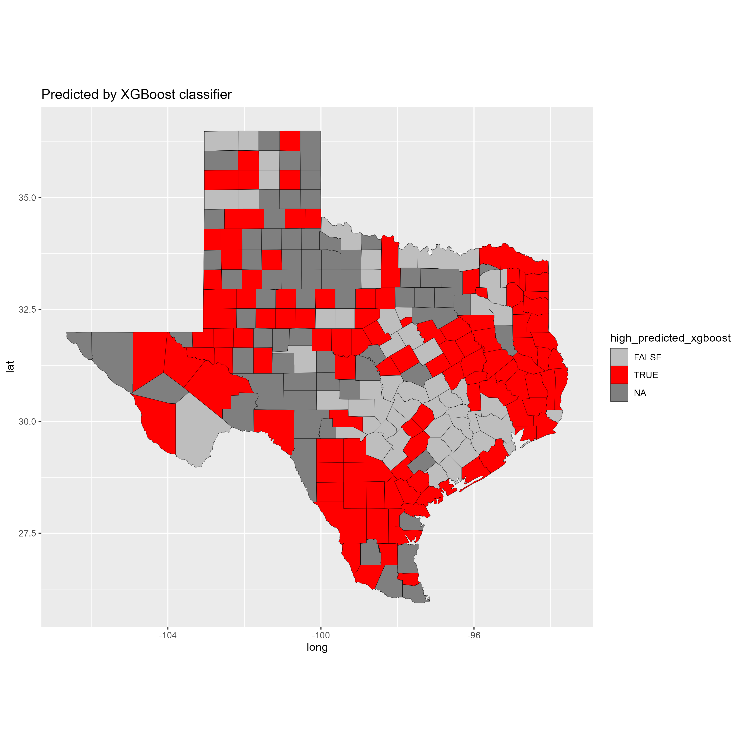 Predicted by XGBoost classifier
35.0
32.5
30.0
27.5
lat
104
100
96
long
high_predicted_xgboost
FALSE
TRUE
NA